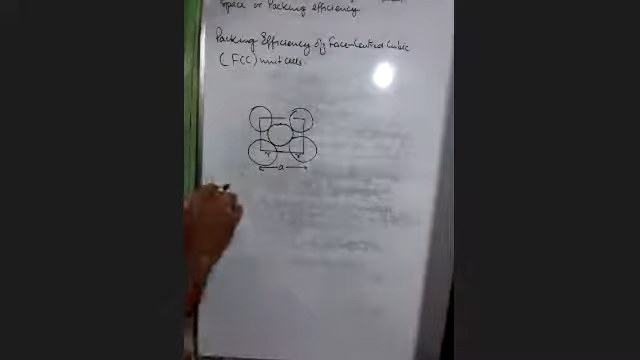 Space or Packing efficiency
Packing Efficiency of Face-Centred Cubic
(FCC) unit cells.
r r
a